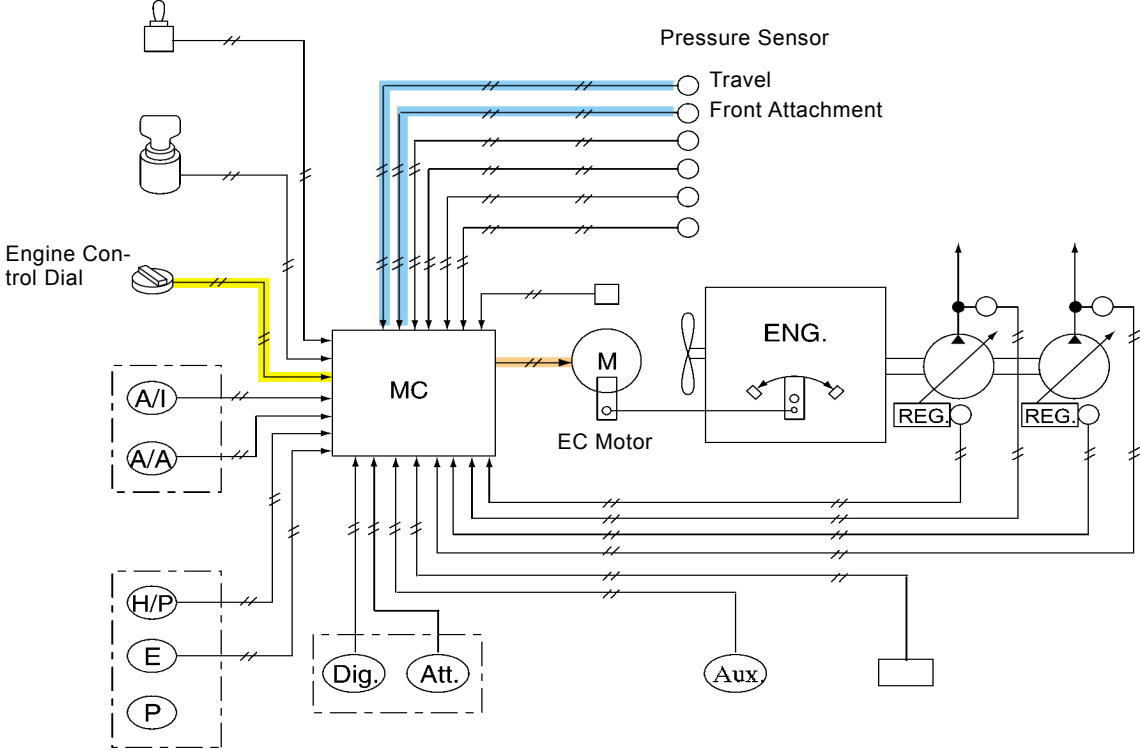 Pressure Sensor
Travel
Front Attachment
Engine Con-
trol Dial
ENG.
M
MC
A/I
REG.
REG.
EC Motor
A/A
H/P
E
Dig.
Att.
Aux.
P